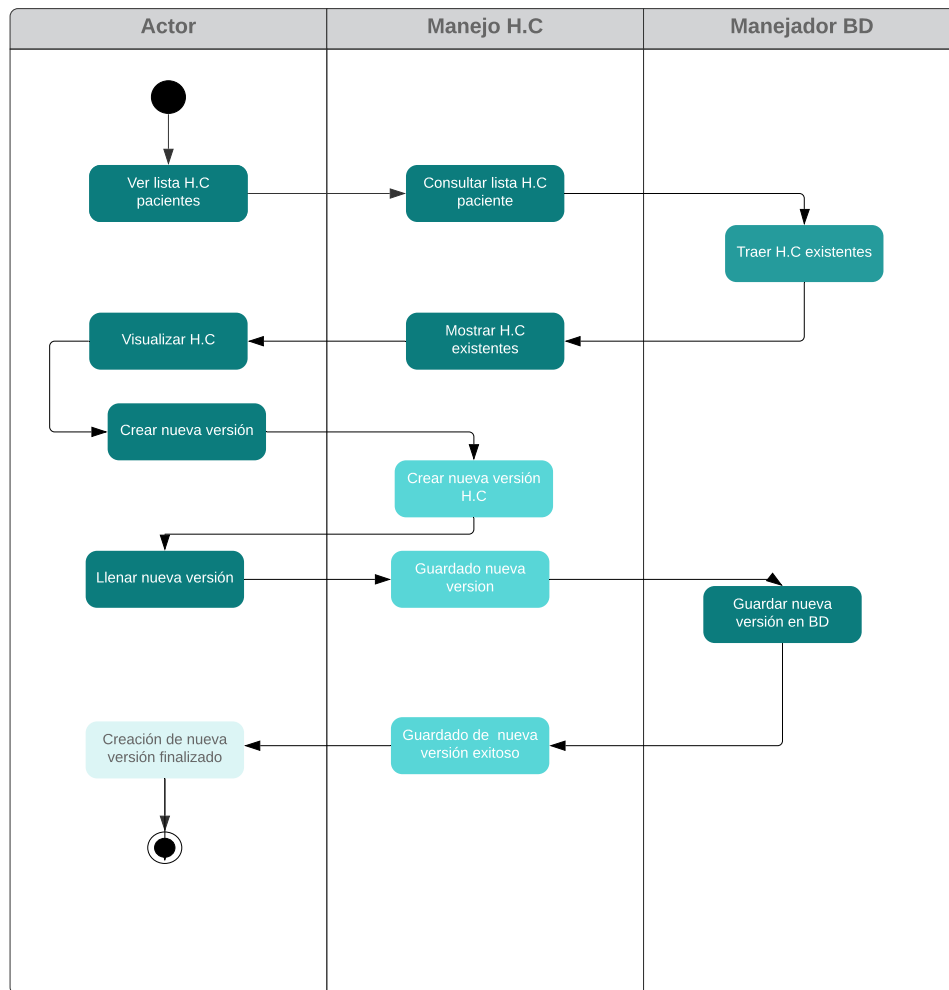 Actor
Manejo H.C
Manejador BD
Ver lista H.C
pacientes
Consultar lista H.C
paciente
Traer H.C existentes
Visualizar H.C
Mostrar H.C
existentes
Crear nueva versión
Crear nueva versión
H.C
Llenar nueva versión
Guardado nueva
version
Guardar nueva
versión en BD
Creación de nueva
versión finalizado
Guardado de  nueva
versión exitoso